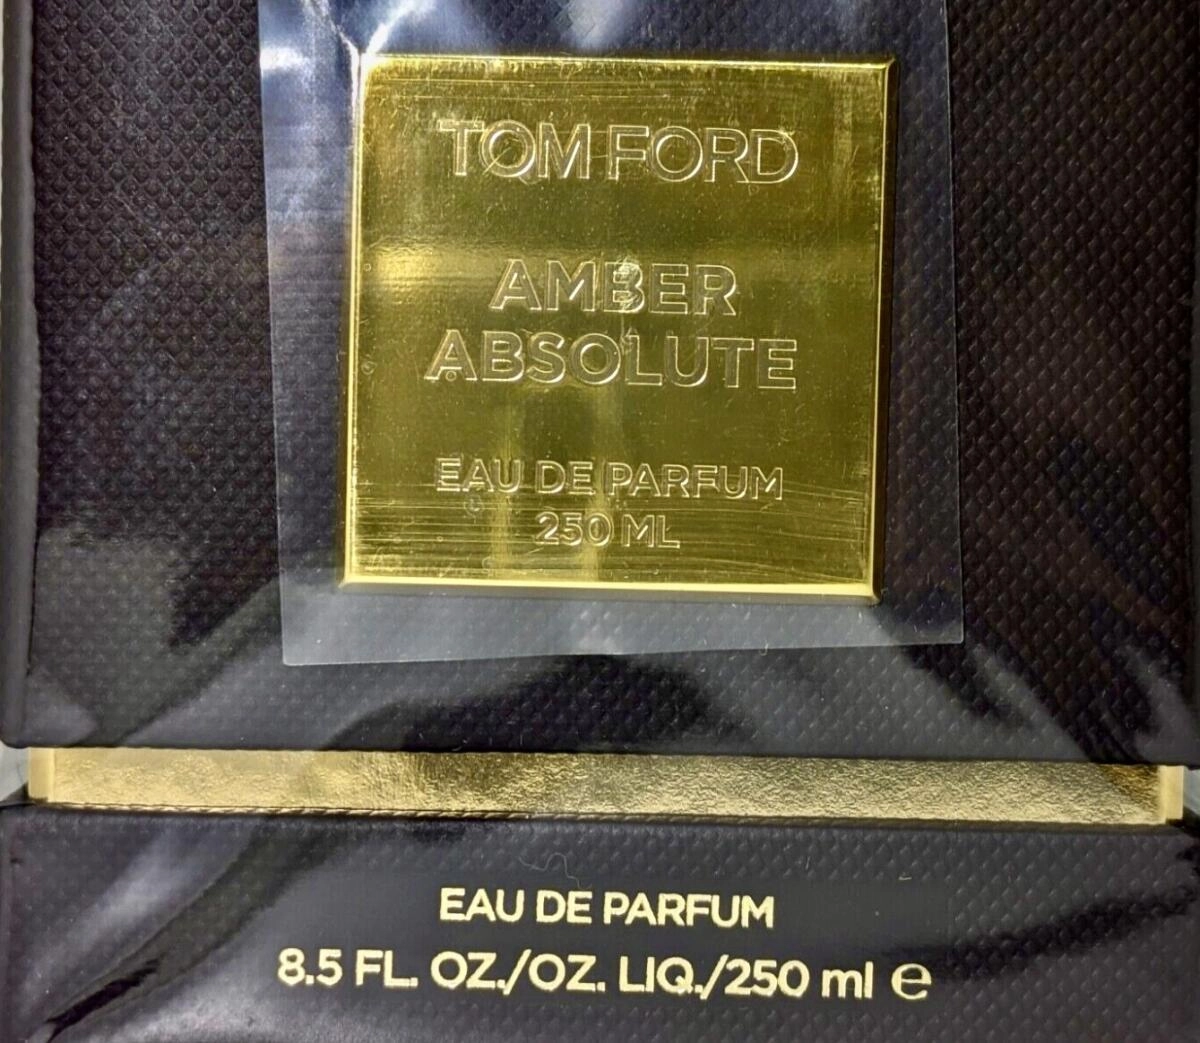 TOM FORD
AMBER
ABSOLUTE
EAU DE PARFUM
250 ML
EAU DE PARFUM
8.5 FL. OZ./OZ. LIQ./250 ml ℮